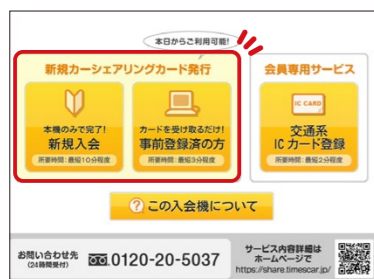 本日からご利用可能!
新規カーシェアリングカード発行
本機のみで完了!
新規入会
所要時間:最短10分程度
カードを受け取るだけ!
事前登録済の方
所要時間:最短3分程度
会員専用サービス
IC CARD
交通系
ICカード登録
所要時間:最短2分程度
? この入会機について
お問い合わせ先
(24時間受付)
0120-20-5037
サービス内容詳細は
ホームページで
https://share.timescar.jp/